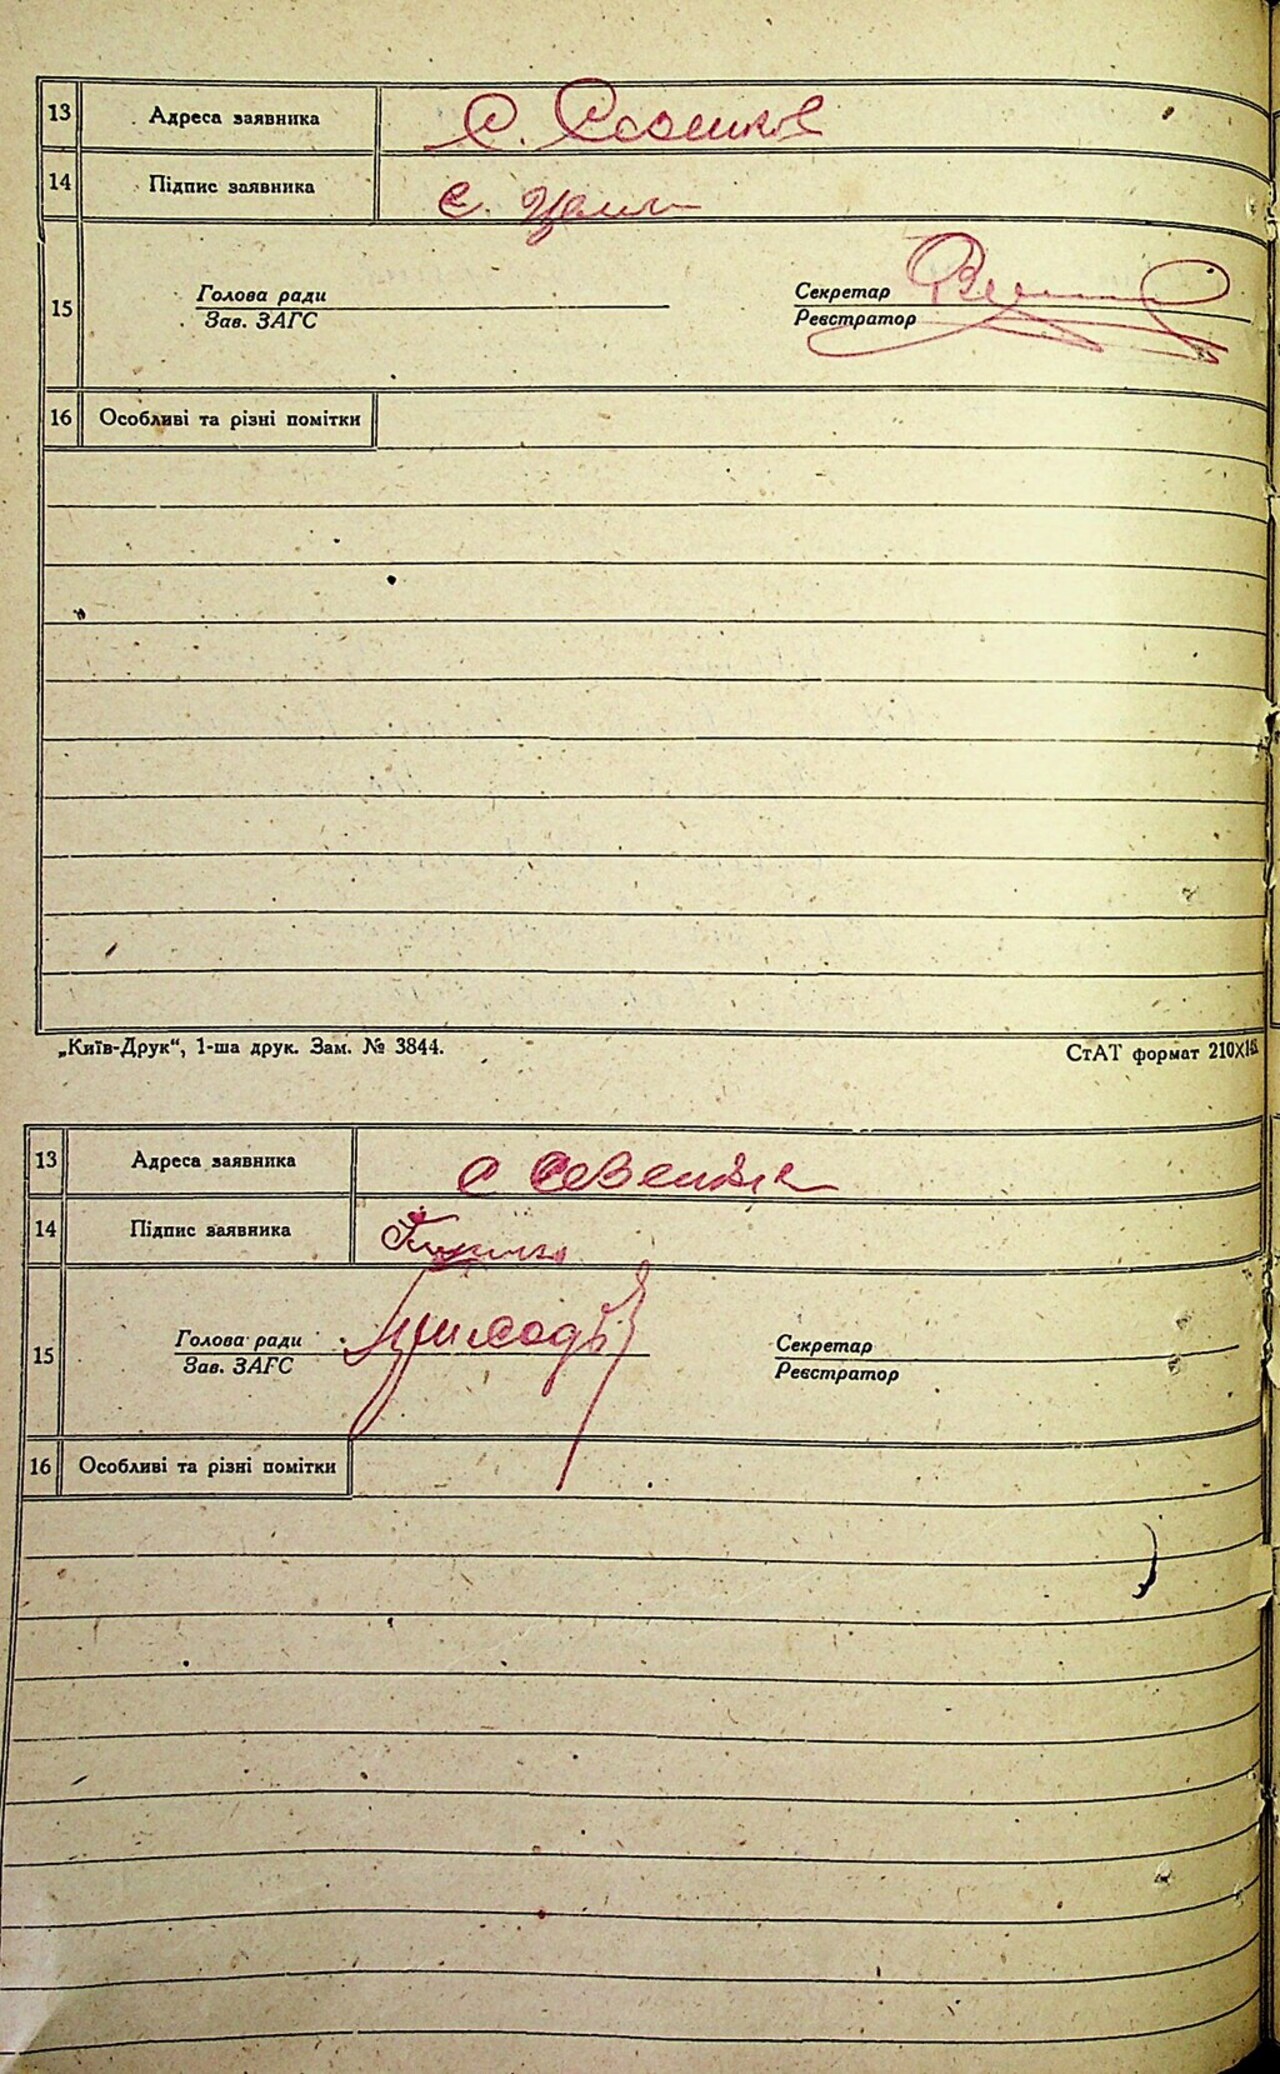 13 Адреса заявника С.
14 Підпис заявника Є.
15 Голова ради Секретар
Зав. ЗАГС Реєстратор
16 Особливі та різні помітки
„Київ-Друк“, 1-ша друк. Зам. № 3844. СтАТ формат 210X
13 Адреса заявника с
14 Підпис заявника
15 Голова ради Секретар
Зав. ЗАГС Реєстратор
16 Особливі та різні помітки